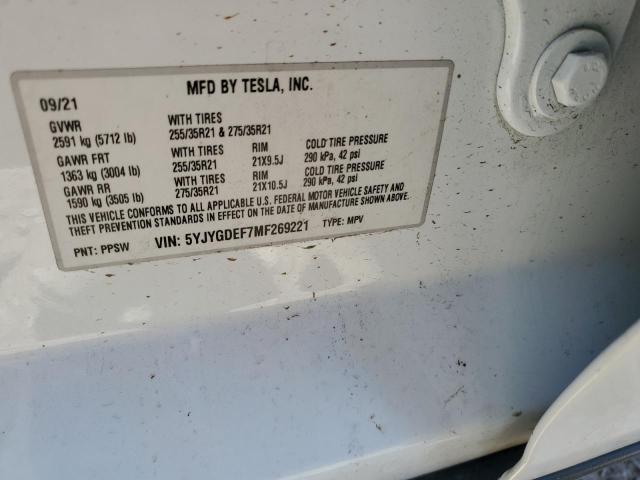 MFD BY TESLA, INC.
09/21
GVWR WITH TIRES
2591 kg (5712 lb) 255/35R21 & 275/35R21
GAWR FRT WITH TIRES RIM COLD TIRE PRESSURE
1363 kg (3004 lb) 255/35R21 21X9.5J 290 kPa, 42 psi
GAWR RR WITH TIRES RIM COLD TIRE PRESSURE
1590 kg (3505 lb) 275/35R21 21X10.5J 290 kPa, 42 psi
THIS VEHICLE CONFORMS TO ALL APPLICABLE U.S. FEDERAL MOTOR VEHICLE SAFETY AND
THEFT PREVENTION STANDARDS IN EFFECT ON THE DATE OF MANUFACTURE SHOWN ABOVE.
PNT: PPSW VIN: 5YJYGDEF7MF269221 TYPE: MPV